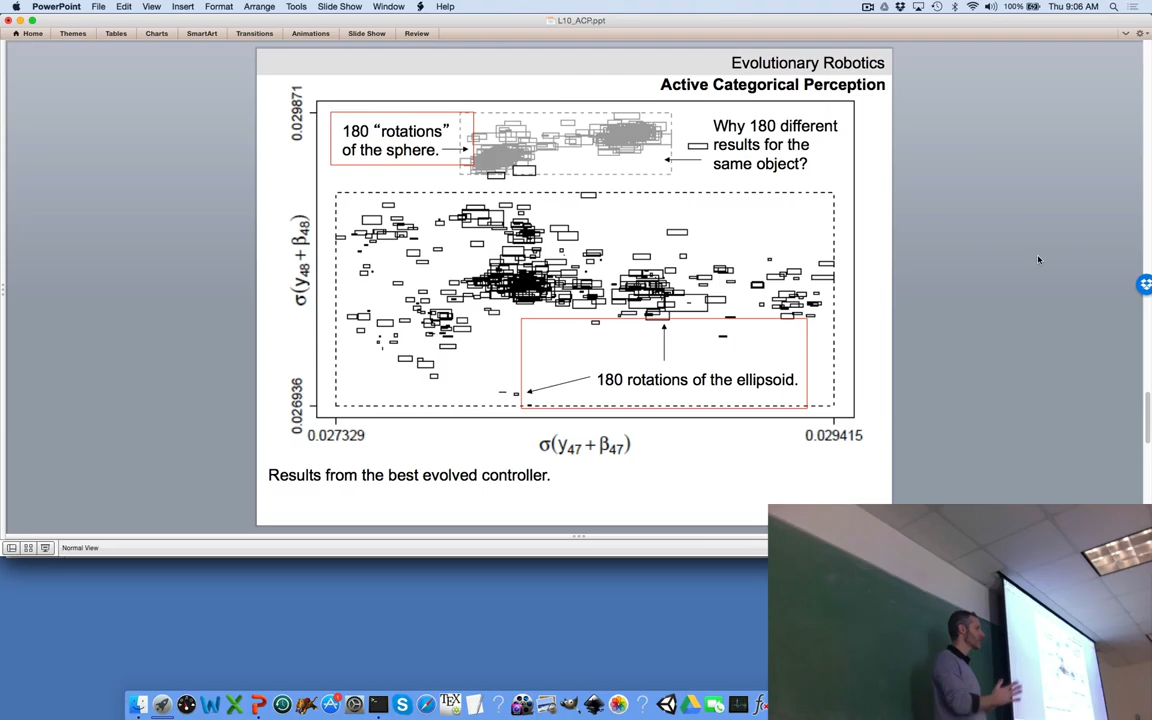 PowerPoint File Edit View Insert Format Arrange Tools Slide Show Window Help
100% Thu 9:06 AM
L10_ACP.ppt
Home Themes Tables Charts SmartArt Transitions Animations Slide Show Review
Evolutionary Robotics
Active Categorical Perception
0.029871
180 “rotations”
of the sphere.
Why 180 different
results for the
same object?
σ(y48 + β48)
180 rotations of the ellipsoid.
0.026936
0.027329
0.029415
σ(y47 + β47)
Results from the best evolved controller.
Normal View
TEX